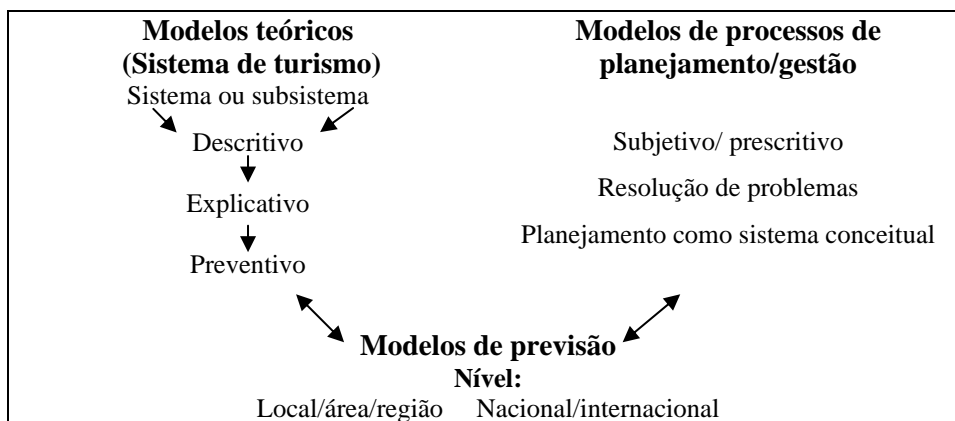 Modelos teóricos
(Sistema de turismo)
Sistema ou subsistema
Descritivo
Explicativo
Preventivo
Modelos de processos de
planejamento/gestão
Subjetivo/ prescritivo
Resolução de problemas
Planejamento como sistema conceitual
Modelos de previsão
Nível:
Local/área/região Nacional/internacional